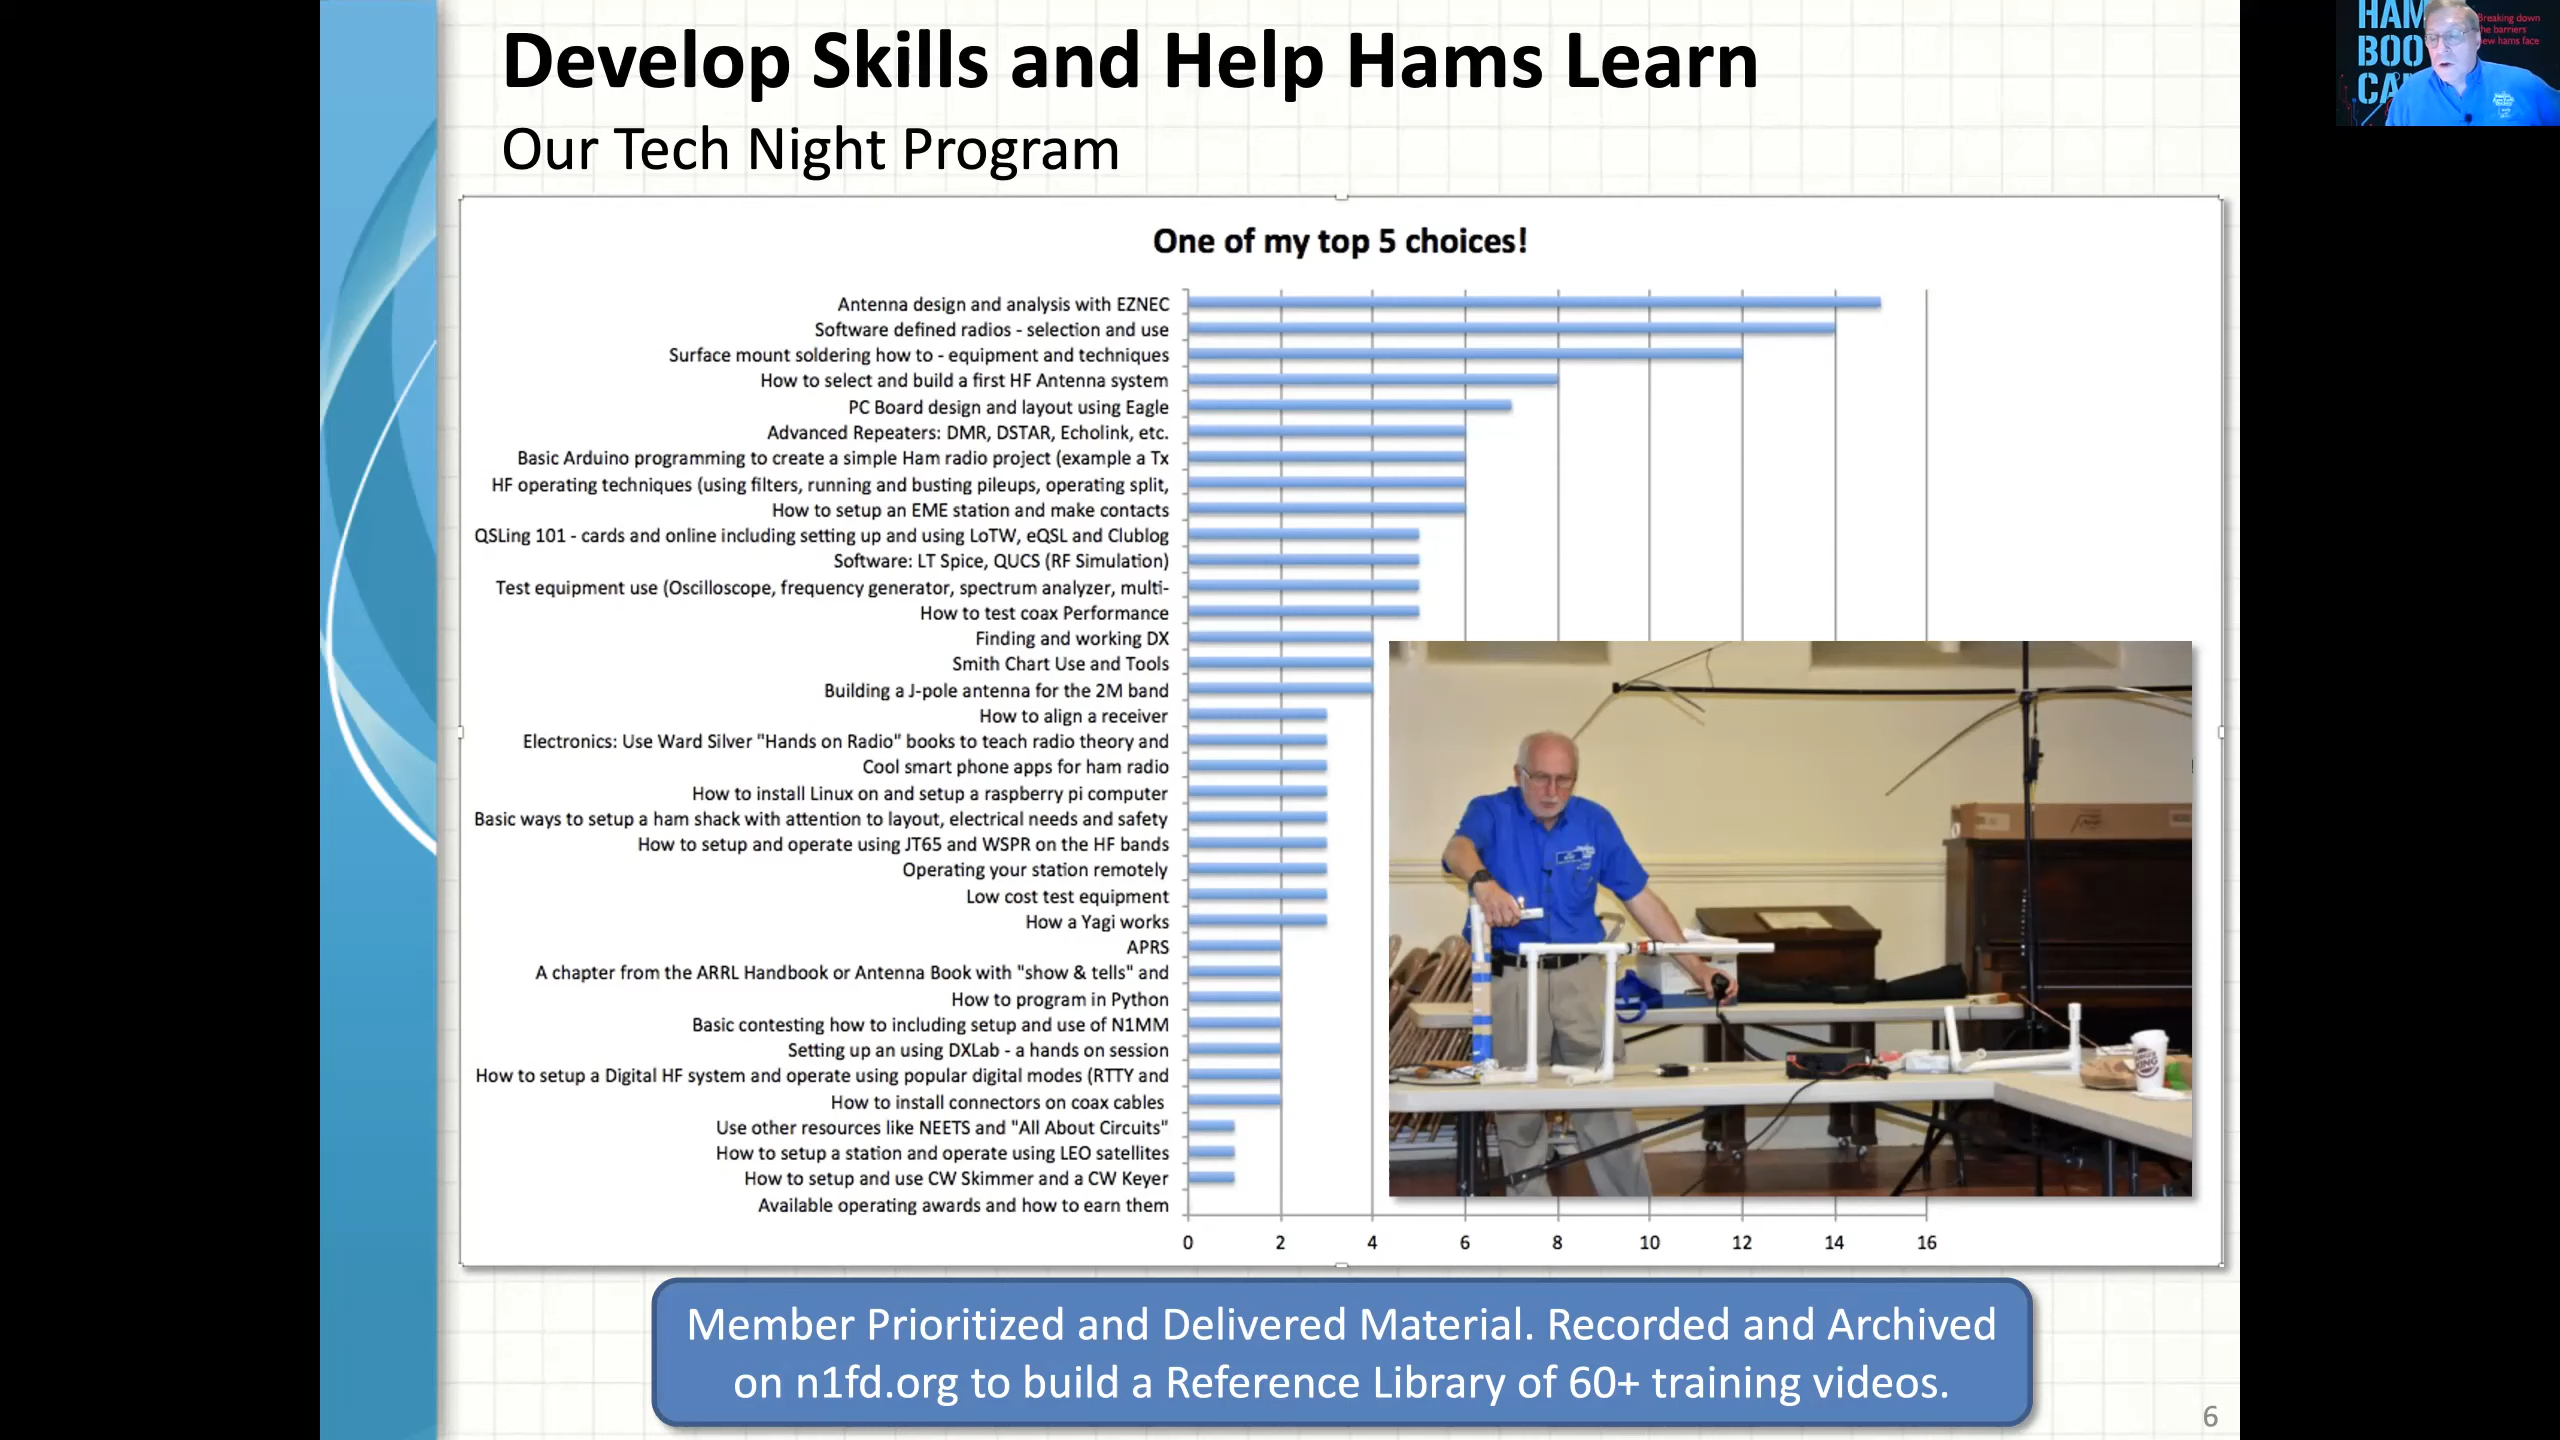 Develop Skills and Help Hams Learn
Our Tech Night Program
HAM
BOO
CA
Breaking down
the barriers
new hams face
One of my top 5 choices!
Antenna design and analysis with EZNEC
Software defined radios - selection and use
Surface mount soldering how to - equipment and techniques
How to select and build a first HF Antenna system
PC Board design and layout using Eagle
Advanced Repeaters: DMR, DSTAR, Echolink, etc.
Basic Arduino programming to create a simple Ham radio project (example a Tx
HF operating techniques (using filters, running and busting pileups, operating split,
How to setup an EME station and make contacts
QSLing 101 - cards and online including setting up and using LoTW, eQSL and Clublog
Software: LT Spice, QUCS (RF Simulation)
Test equipment use (Oscilloscope, frequency generator, spectrum analyzer, multi-
How to test coax Performance
Finding and working DX
Smith Chart Use and Tools
Building a J-pole antenna for the 2M band
How to align a receiver
Electronics: Use Ward Silver "Hands on Radio" books to teach radio theory and
Cool smart phone apps for ham radio
How to install Linux on and setup a raspberry pi computer
Basic ways to setup a ham shack with attention to layout, electrical needs and safety
How to setup and operate using JT65 and WSPR on the HF bands
Operating your station remotely
Low cost test equipment
How a Yagi works
APRS
A chapter from the ARRL Handbook or Antenna Book with "show & tells" and
How to program in Python
Basic contesting how to including setup and use of N1MM
Setting up an using DXLab - a hands on session
How to setup a Digital HF system and operate using popular digital modes (RTTY and
How to install connectors on coax cables
Use other resources like NEETS and "All About Circuits"
How to setup a station and operate using LEO satellites
How to setup and use CW Skimmer and a CW Keyer
Available operating awards and how to earn them
0 2 4 6 8 10 12 14 16
Member Prioritized and Delivered Material. Recorded and Archived
on n1fd.org to build a Reference Library of 60+ training videos.
6